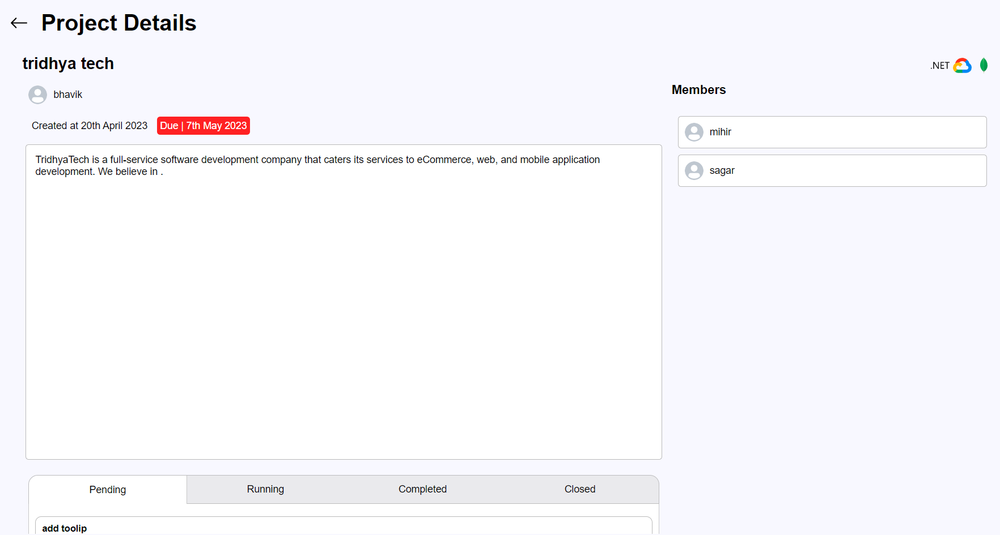 Project Details
tridhya tech
.NET
bhavik
Created at 20th April 2023
Due | 7th May 2023
TridhyaTech is a full-service software development company that caters its services to eCommerce, web, and mobile application
development. We believe in .
Members
mihir
sagar
Pending
Running
Completed
Closed
add toolip